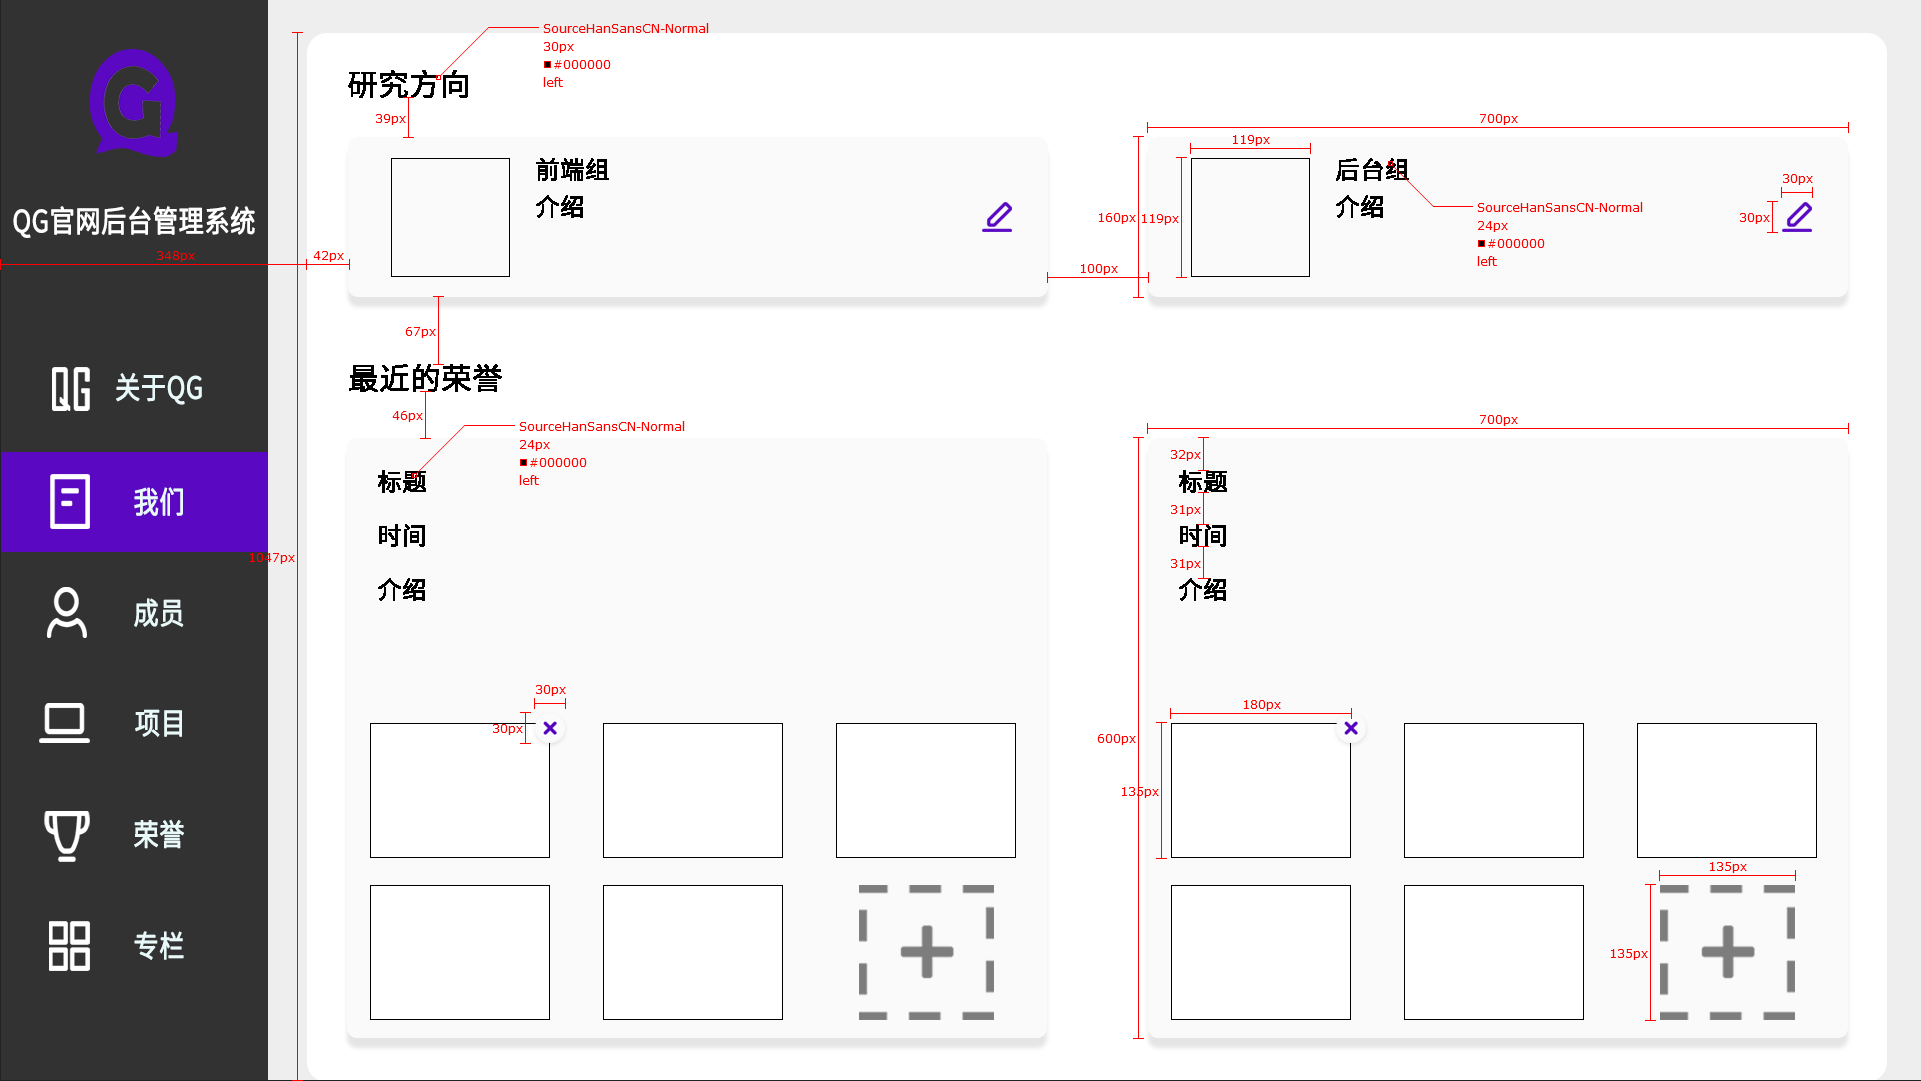 QG官网后台管理系统
348px
42px
关于QG
我们
成员
项目
荣誉
专栏
1047px
SourceHanSansCN-Normal
30px
#000000
left
研究方向
39px
前端组
介绍
700px
119px
160px
119px
后台组
介绍
SourceHanSansCN-Normal
24px
#000000
left
30px
30px
100px
67px
最近的荣誉
46px
SourceHanSansCN-Normal
24px
#000000
left
标题
时间
介绍
30px
30px
700px
32px
标题
31px
时间
31px
介绍
600px
180px
135px
135px
135px